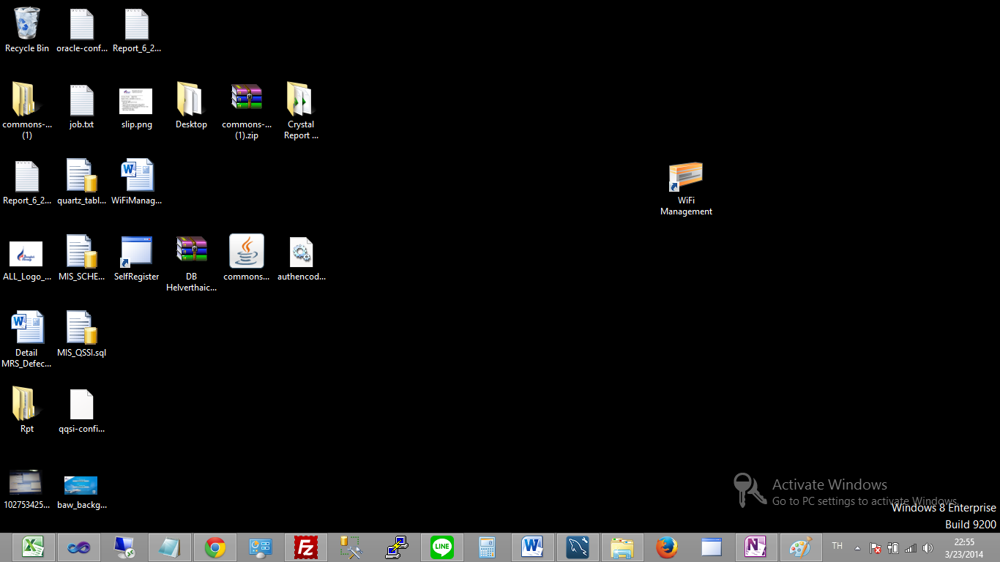 Recycle Bin
oracle-conf...
Report_6_2...
commons-...
(1)
job.txt
slip.png
Desktop
commons-...
(1).zip
Crystal
Report ...
Report_6_2...
quartz_tabl...
WiFiManag...
WiFi
Management
ALL_Logo_...
MIS_SCHE...
SelfRegister
DB
Helverthaic...
commons...
authencod...
Detail
MRS_Defec...
MIS_QSSI.sql
Rpt
qqsi-confi...
102753425...
baw_backg...
Activate Windows
Go to PC settings to activate Windows.
Windows 8 Enterprise
Build 9200
LINE
TH
22:55
3/23/2014